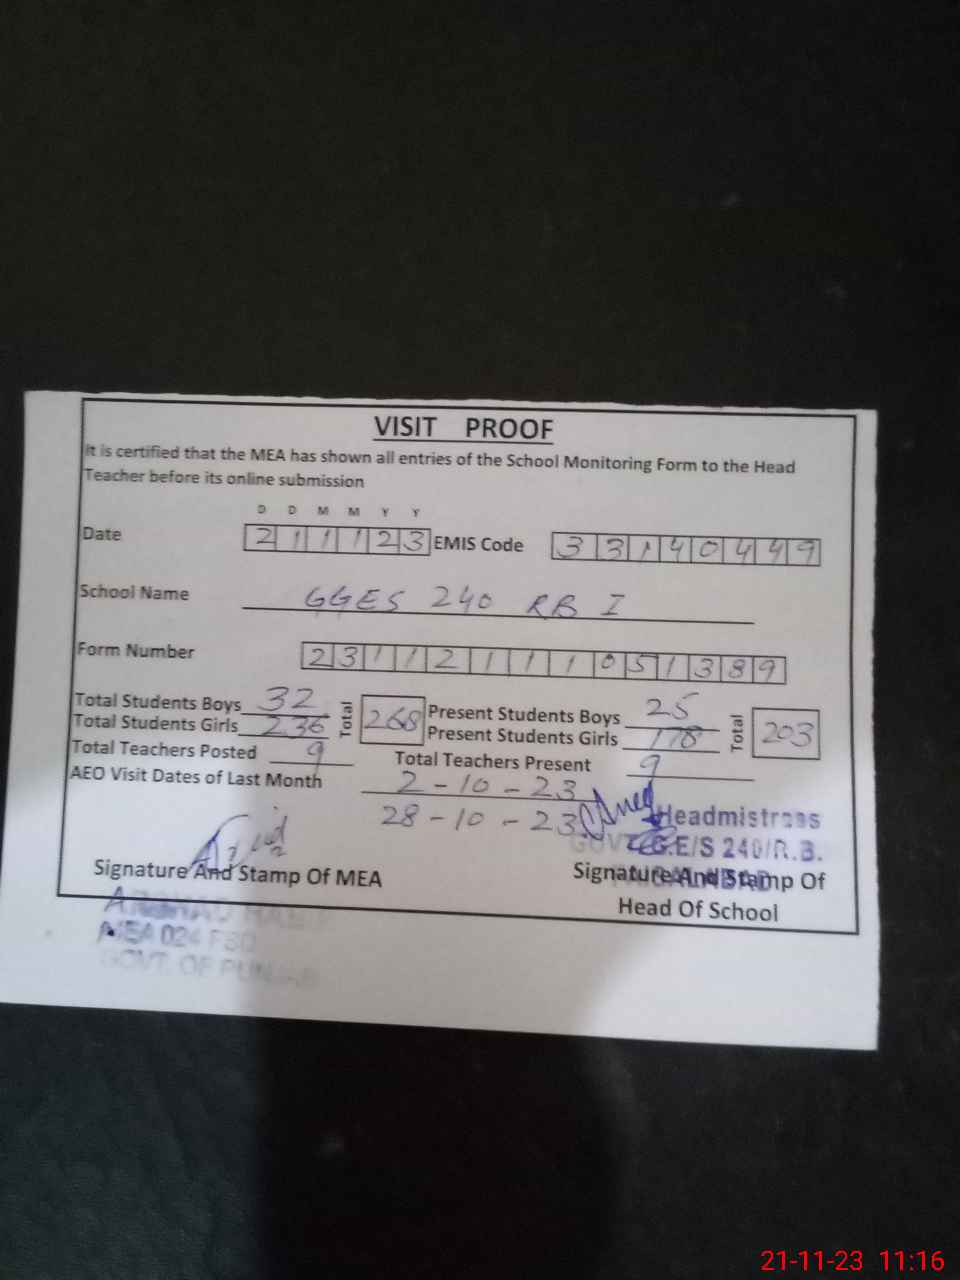 VISIT PROOF
It is certified that the MEA has shown all entries of the School Monitoring Form to the Head
Teacher before its online submission
D D M M Y Y
Date 2 1 1 1 2 3 EMIS Code 3 3 1 4 0 4 4 9
School Name GGES 240 RB I
Form Number 2 3 1 1 2 1 1 1 0 5 1 3 8 9
Total Students Boys 32 Total 268 Present Students Boys 25 Total 203
Total Students Girls 236 Present Students Girls 178
Total Teachers Posted 9 Total Teachers Present 9
AEO Visit Dates of Last Month 2-10-23
28-10-23
Headmistress
GOVT. G.E/S 240/R.B.
Signature And Stamp Of MEA Signature And Stamp Of
Head Of School
MEA 024 FSD
GOVT. OF PUNJAB
21-11-23 11:16